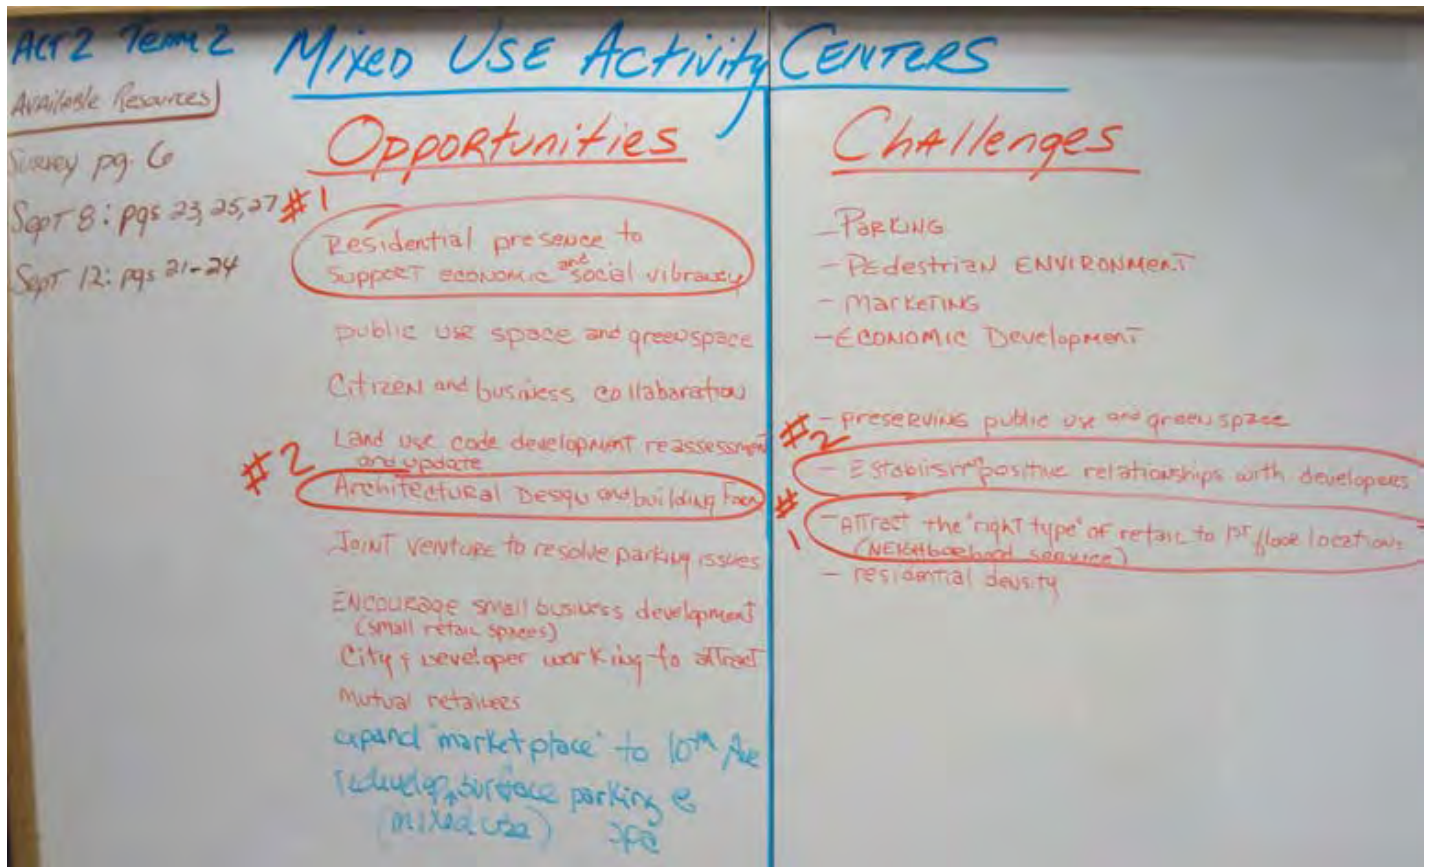 ACT 2 Team 2
Mixed Use Activity Centers
Available Resources
Survey pg. 6
Sept 8: pgs 23, 25, 27
Sept 12: pgs 21-24
Opportunities
#1
Residential presence to
support economic and social vibrancy
public use space and greenspace
Citizen and business collaboration
Land use code development reassessment
and update
#2
Architectural Design and building Form
Joint venture to resolve parking issues
Encourage small business development
(small retail spaces)
City & Developer working to attract
Mutual retailers
expand "market place" to 10th Ave
redevelop surface parking @
(mixed use)
Challenges
- Parking
- Pedestrian Environment
- Marketing
- Economic Development
- preserving public use and green space
#2
- Establish positive relationships with developers
#1
- Attract the "right type" of retail to 1st floor locations
(Neighborhood service)
- residential density